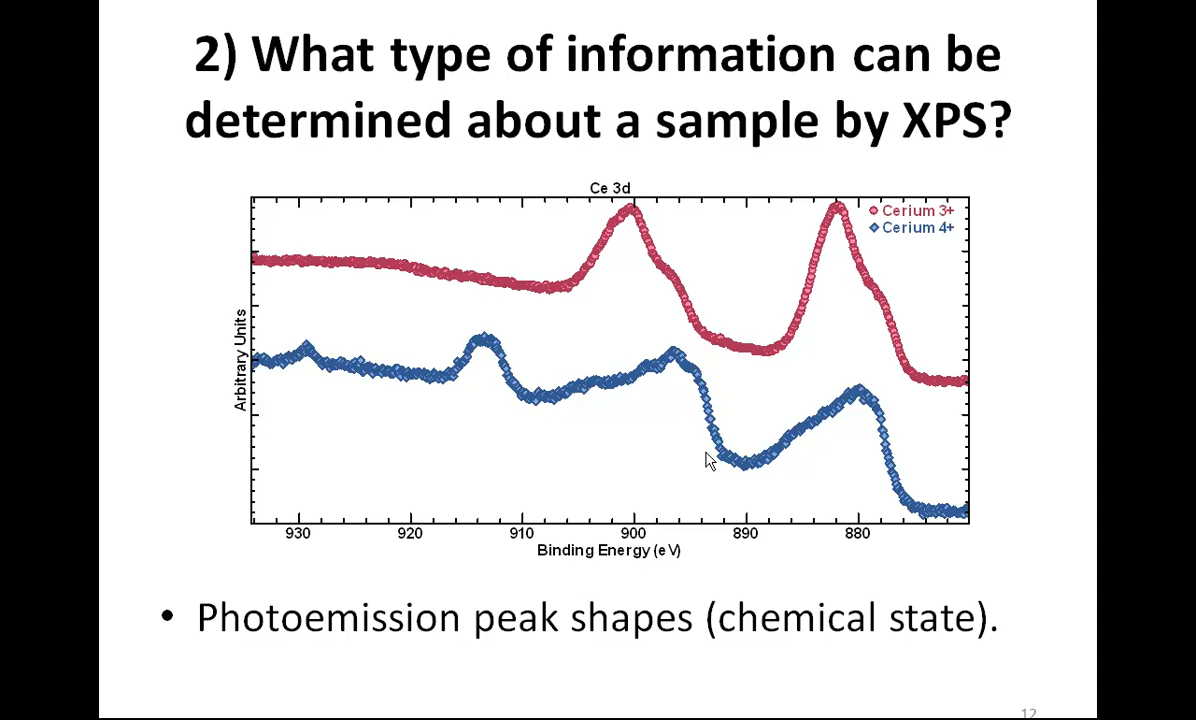 2) What type of information can be
determined about a sample by XPS?
Ce 3d
Cerium 3+
Cerium 4+
Arbitrary Units
930 920 910 900 890 880
Binding Energy (eV)
• Photoemission peak shapes (chemical state).
12